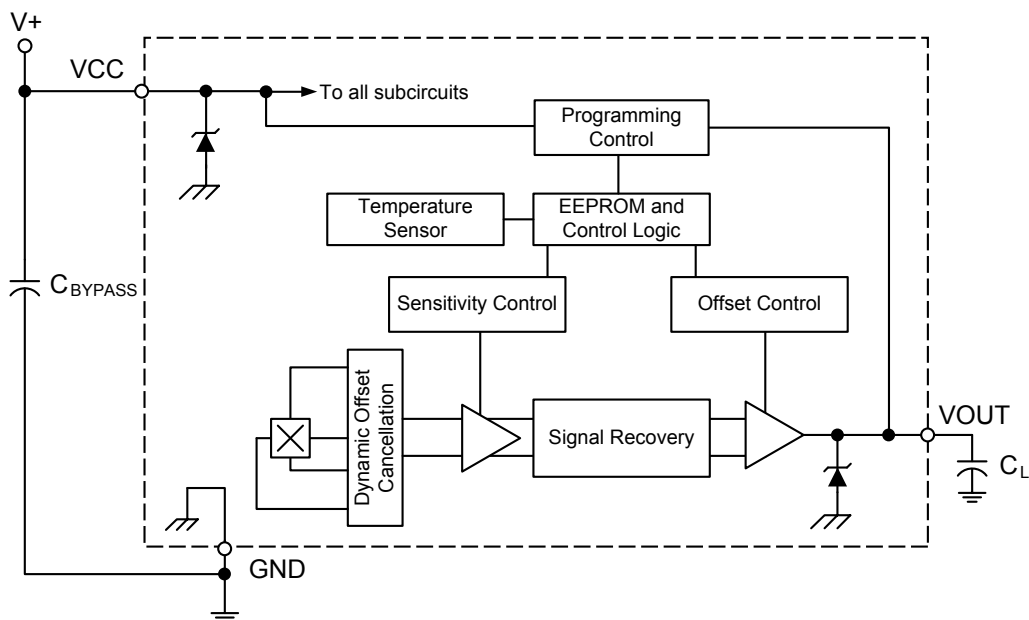 V+
VCC
To all subcircuits
Programming
Control
Temperature
Sensor
EEPROM and
Control Logic
CBYPASS
Sensitivity Control
Offset Control
Dynamic Offset
Cancellation
Signal Recovery
VOUT
CL
GND